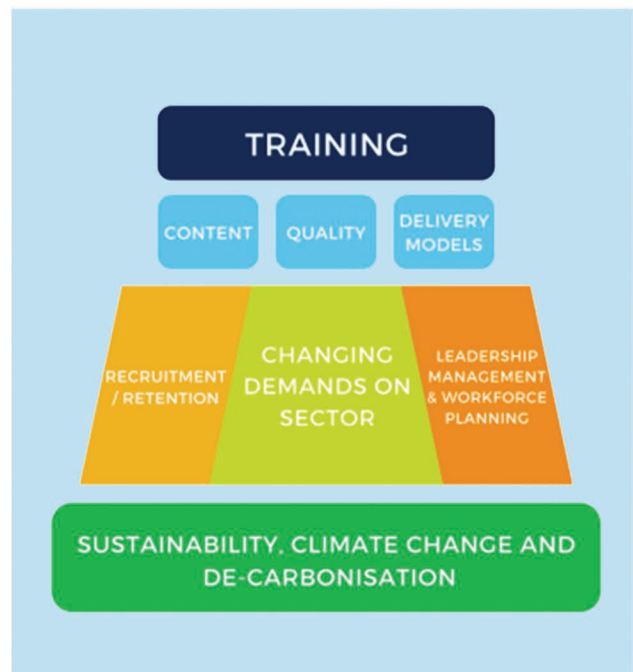 TRAINING
CONTENT
QUALITY
DELIVERY
MODELS
RECRUITMENT
/ RETENTION
CHANGING
DEMANDS ON
SECTOR
LEADERSHIP
MANAGEMENT
& WORKFORCE
PLANNING
SUSTAINABILITY, CLIMATE CHANGE AND
DE-CARBONISATION